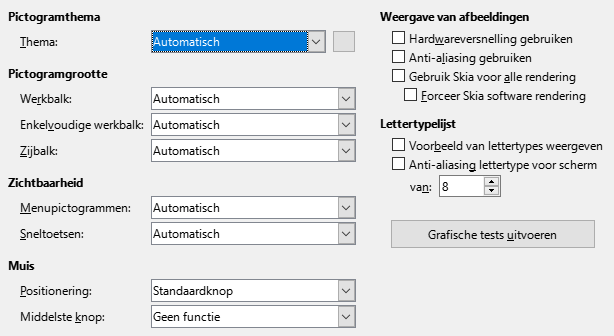 Pictogramthema
Thema: Automatisch
Pictogramgrootte
Werkbalk: Automatisch
Enkelvoudige werkbalk: Automatisch
Zijbalk: Automatisch
Zichtbaarheid
Menupictogrammen: Automatisch
Sneltoetsen: Automatisch
Muis
Positionering: Standaardknop
Middelste knop: Geen functie
Weergave van afbeeldingen
Hardwareversnelling gebruiken
Anti-aliasing gebruiken
Gebruik Skia voor alle rendering
Forceer Skia software rendering
Lettertypelijst
Voorbeeld van lettertypes weergeven
Anti-aliasing lettertype voor scherm
van: 8
Grafische tests uitvoeren